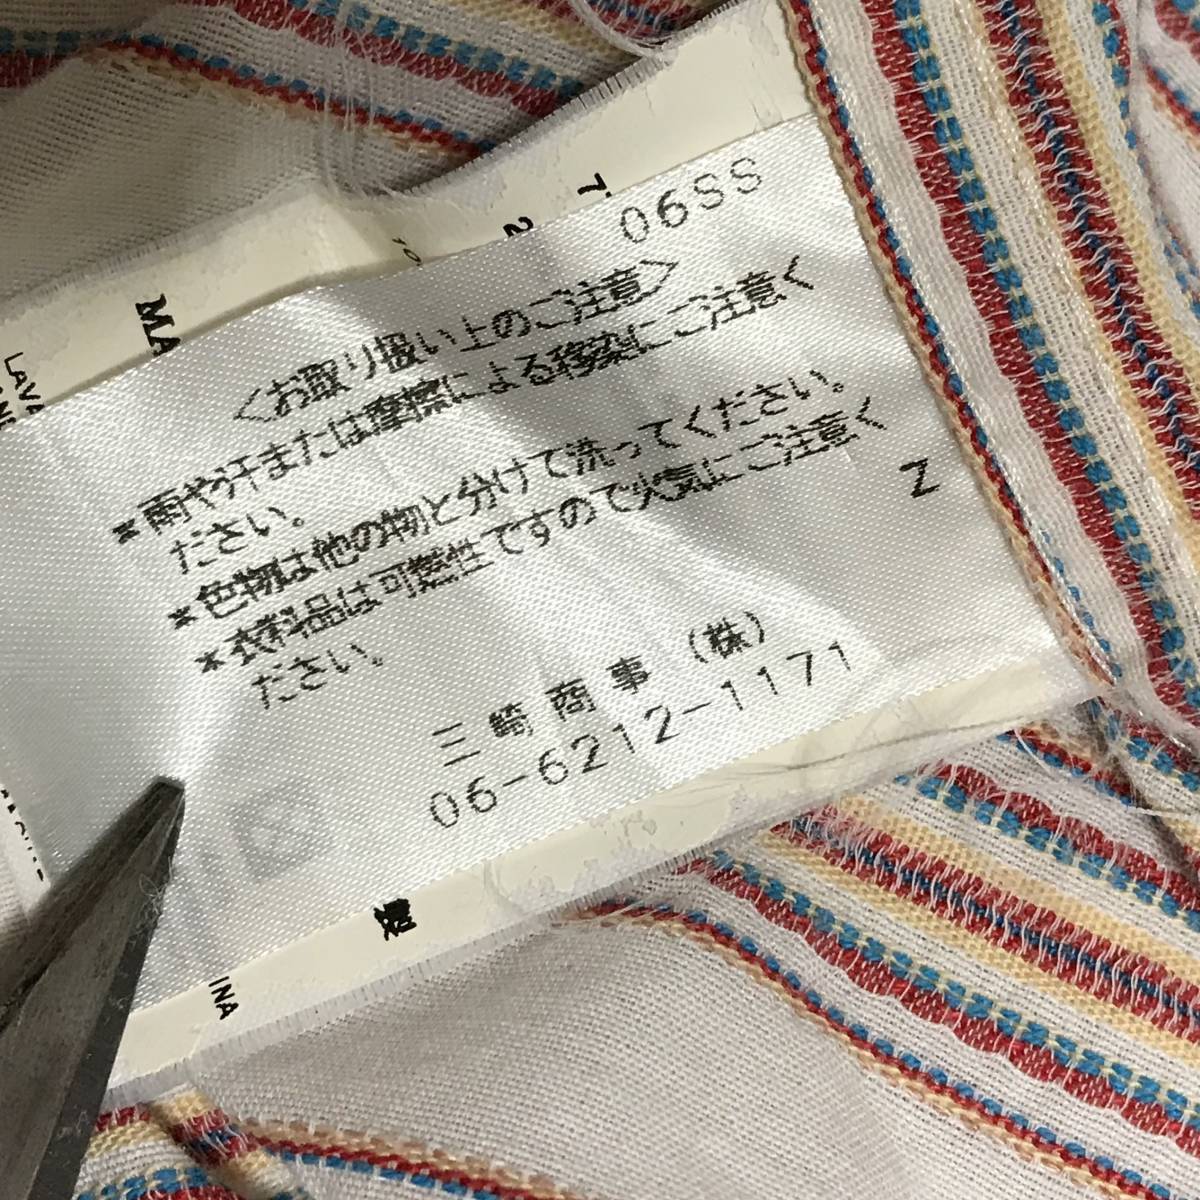 06SS
<お取り扱い上のご注意>
*雨や汗または摩擦による移染にご注意く
ださい。
*色物は他の物と分けて洗ってください。
*衣料品は可燃性ですので火気にご注意く
ださい。
N
三崎商事(株)
06-6212-1171
MA
LAVA
製
INA